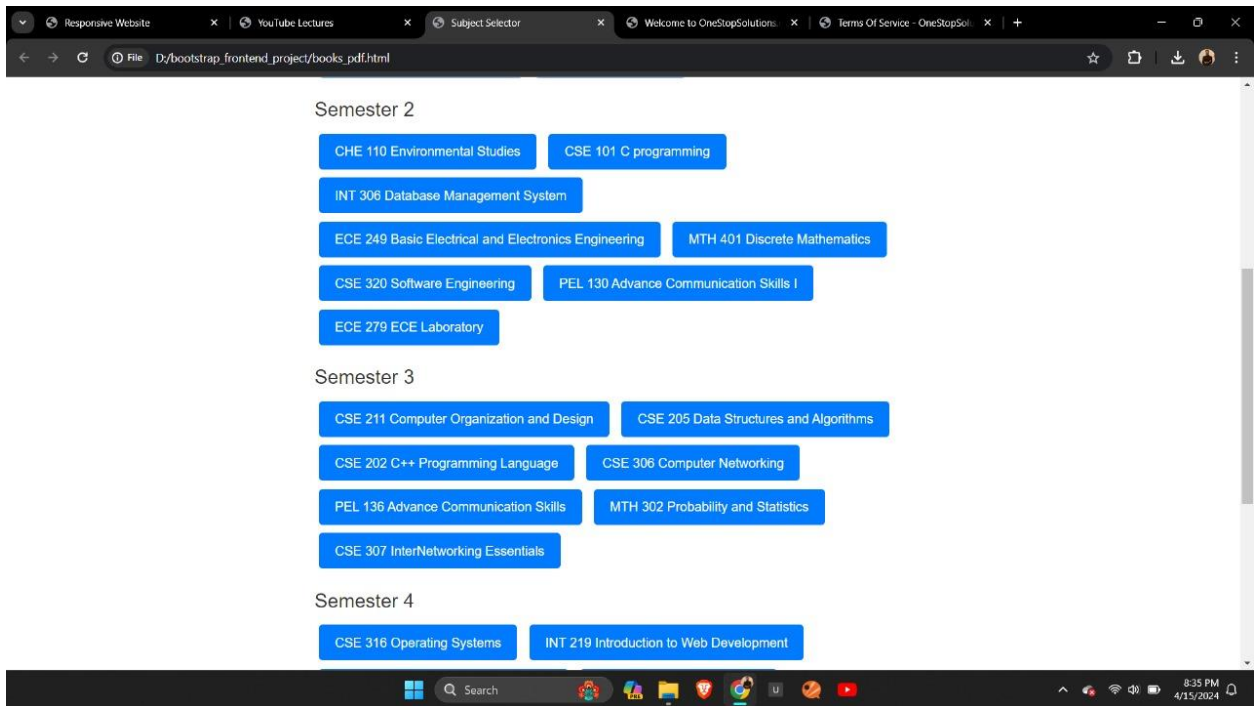 Responsive Website
YouTube Lectures
Subject Selector
Welcome to OneStopSolutions
Terms Of Service - OneStopSol
File D:/bootstrap_frontend_project/books_pdf.html
Semester 2
CHE 110 Environmental Studies
CSE 101 C programming
INT 306 Database Management System
ECE 249 Basic Electrical and Electronics Engineering
MTH 401 Discrete Mathematics
CSE 320 Software Engineering
PEL 130 Advance Communication Skills I
ECE 279 ECE Laboratory
Semester 3
CSE 211 Computer Organization and Design
CSE 205 Data Structures and Algorithms
CSE 202 C++ Programming Language
CSE 306 Computer Networking
PEL 136 Advance Communication Skills
MTH 302 Probability and Statistics
CSE 307 InterNetworking Essentials
Semester 4
CSE 316 Operating Systems
INT 219 Introduction to Web Development
Search
PRE
U
8:35 PM
4/15/2024